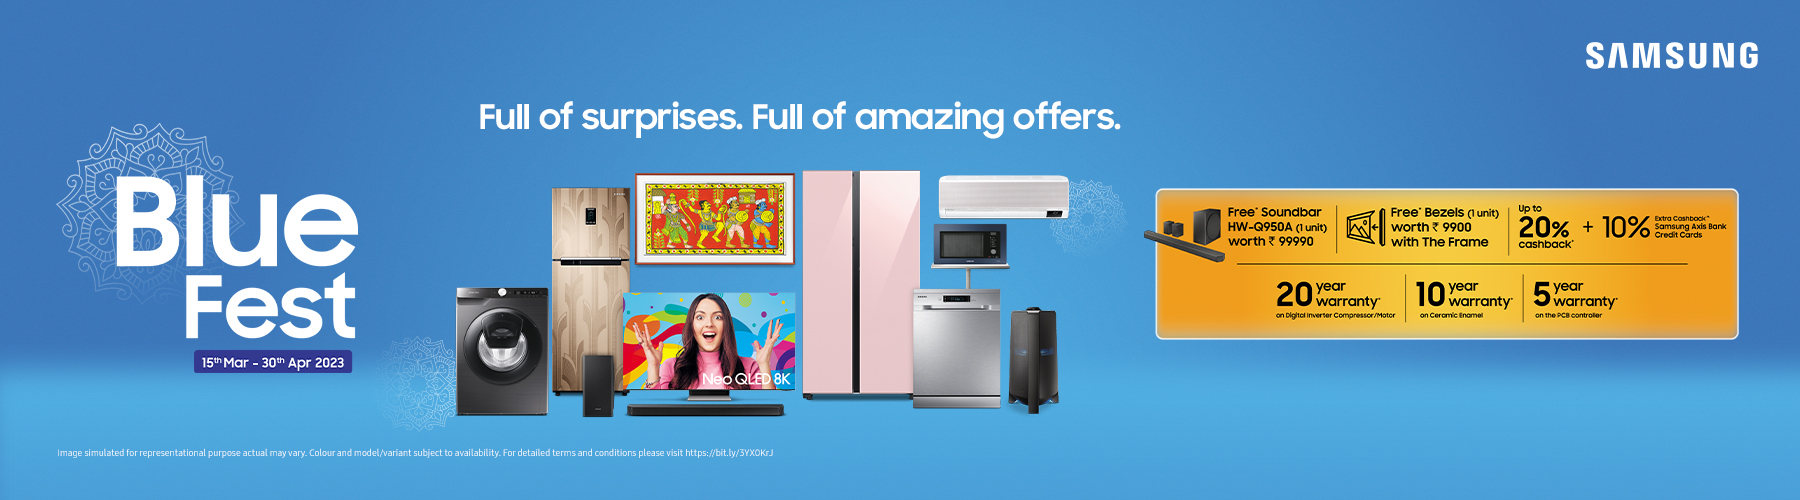 SAMSUNG
Full of surprises. Full of amazing offers.
Blue
Fest
15th Mar - 30th Apr 2023
Neo QLED 8K
Free* Soundbar
HW-Q950A (1 unit)
worth ₹ 99990
Free* Bezels (1 unit)
worth ₹ 9900
with The Frame
Up to
20%
cashback*
+ 10%
Extra Cashback**
Samsung Axis Bank
Credit Cards
20 year
warranty*
on Digital Inverter Compressor/Motor
10 year
warranty*
on Ceramic Enamel
5 year
warranty*
on the PCB controller
Image simulated for representational purpose actual may vary. Colour and model/variant subject to availability. For detailed terms and conditions please visit https://bit.ly/3YX0KrJ